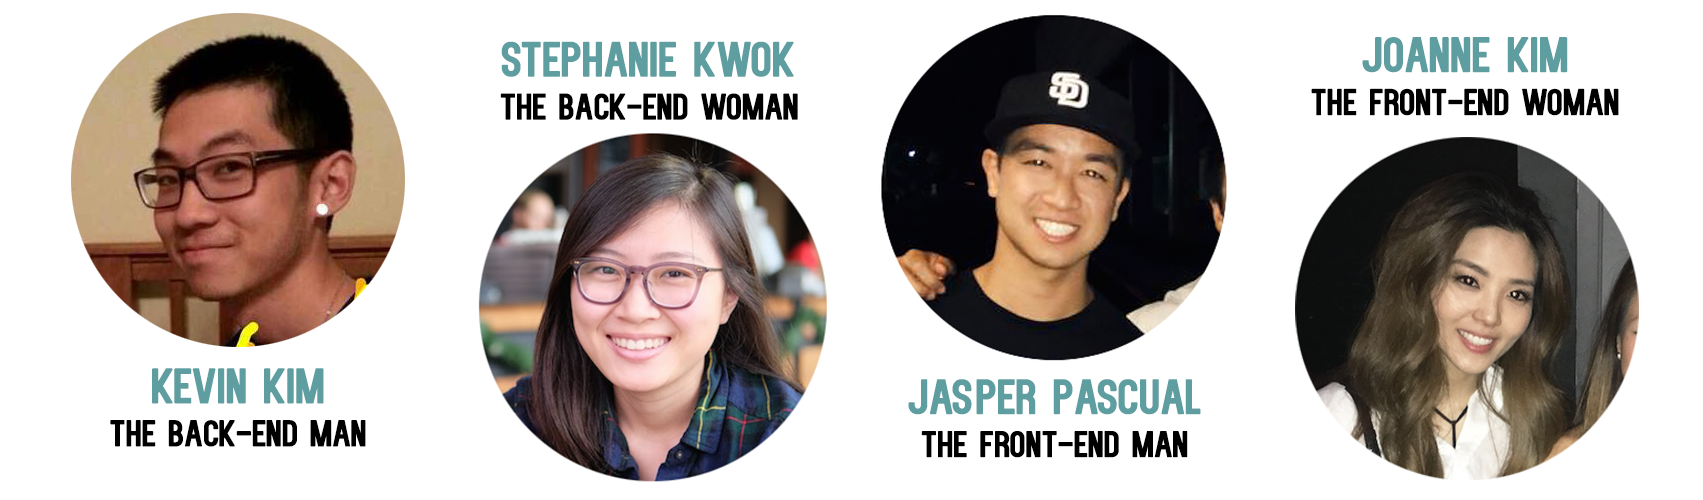 KEVIN KIM
THE BACK-END MAN
STEPHANIE KWOK
THE BACK-END WOMAN
SD
JASPER PASCUAL
THE FRONT-END MAN
JOANNE KIM
THE FRONT-END WOMAN